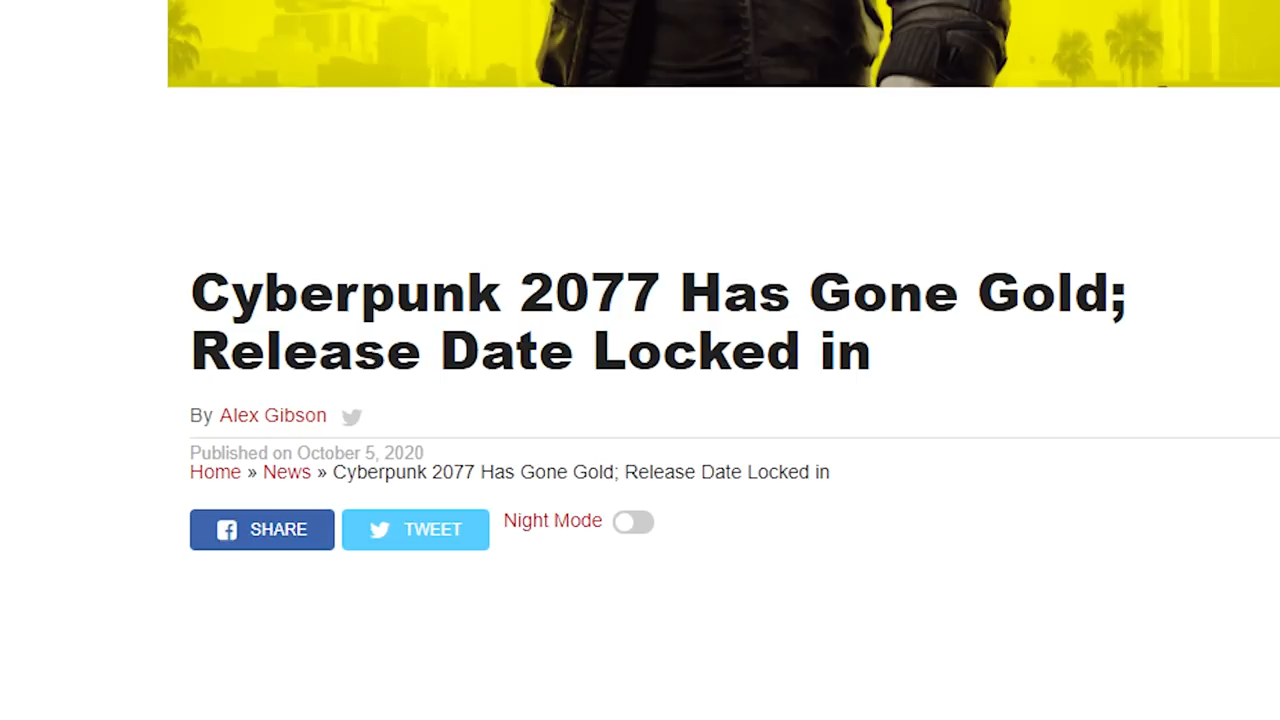 Cyberpunk 2077 Has Gone Gold;
Release Date Locked in
By Alex Gibson
Published on October 5, 2020
Home » News » Cyberpunk 2077 Has Gone Gold; Release Date Locked in
SHARE TWEET Night Mode